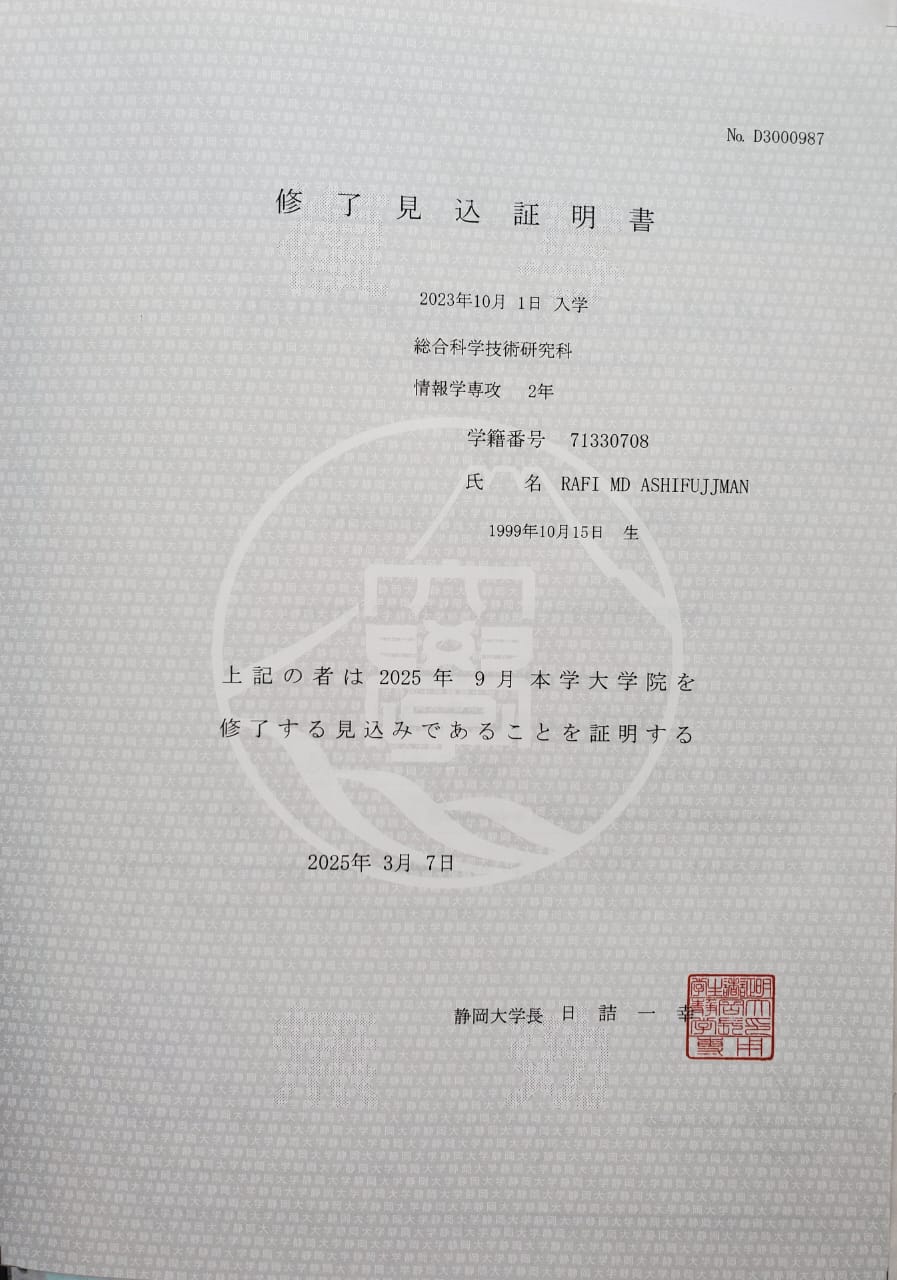 No. D3000987
修了見込証明書
2023年10月 1日 入学
総合科学技術研究科
情報学専攻 2年
学籍番号 71330708
氏 名 RAFI MD ASHIFUJJMAN
1999年10月15日 生
上記の者は 2025 年 9 月 本学大学院を
修了する見込みであることを証明する
2025年 3月 7日
静岡大学長 日 詰 一 幸